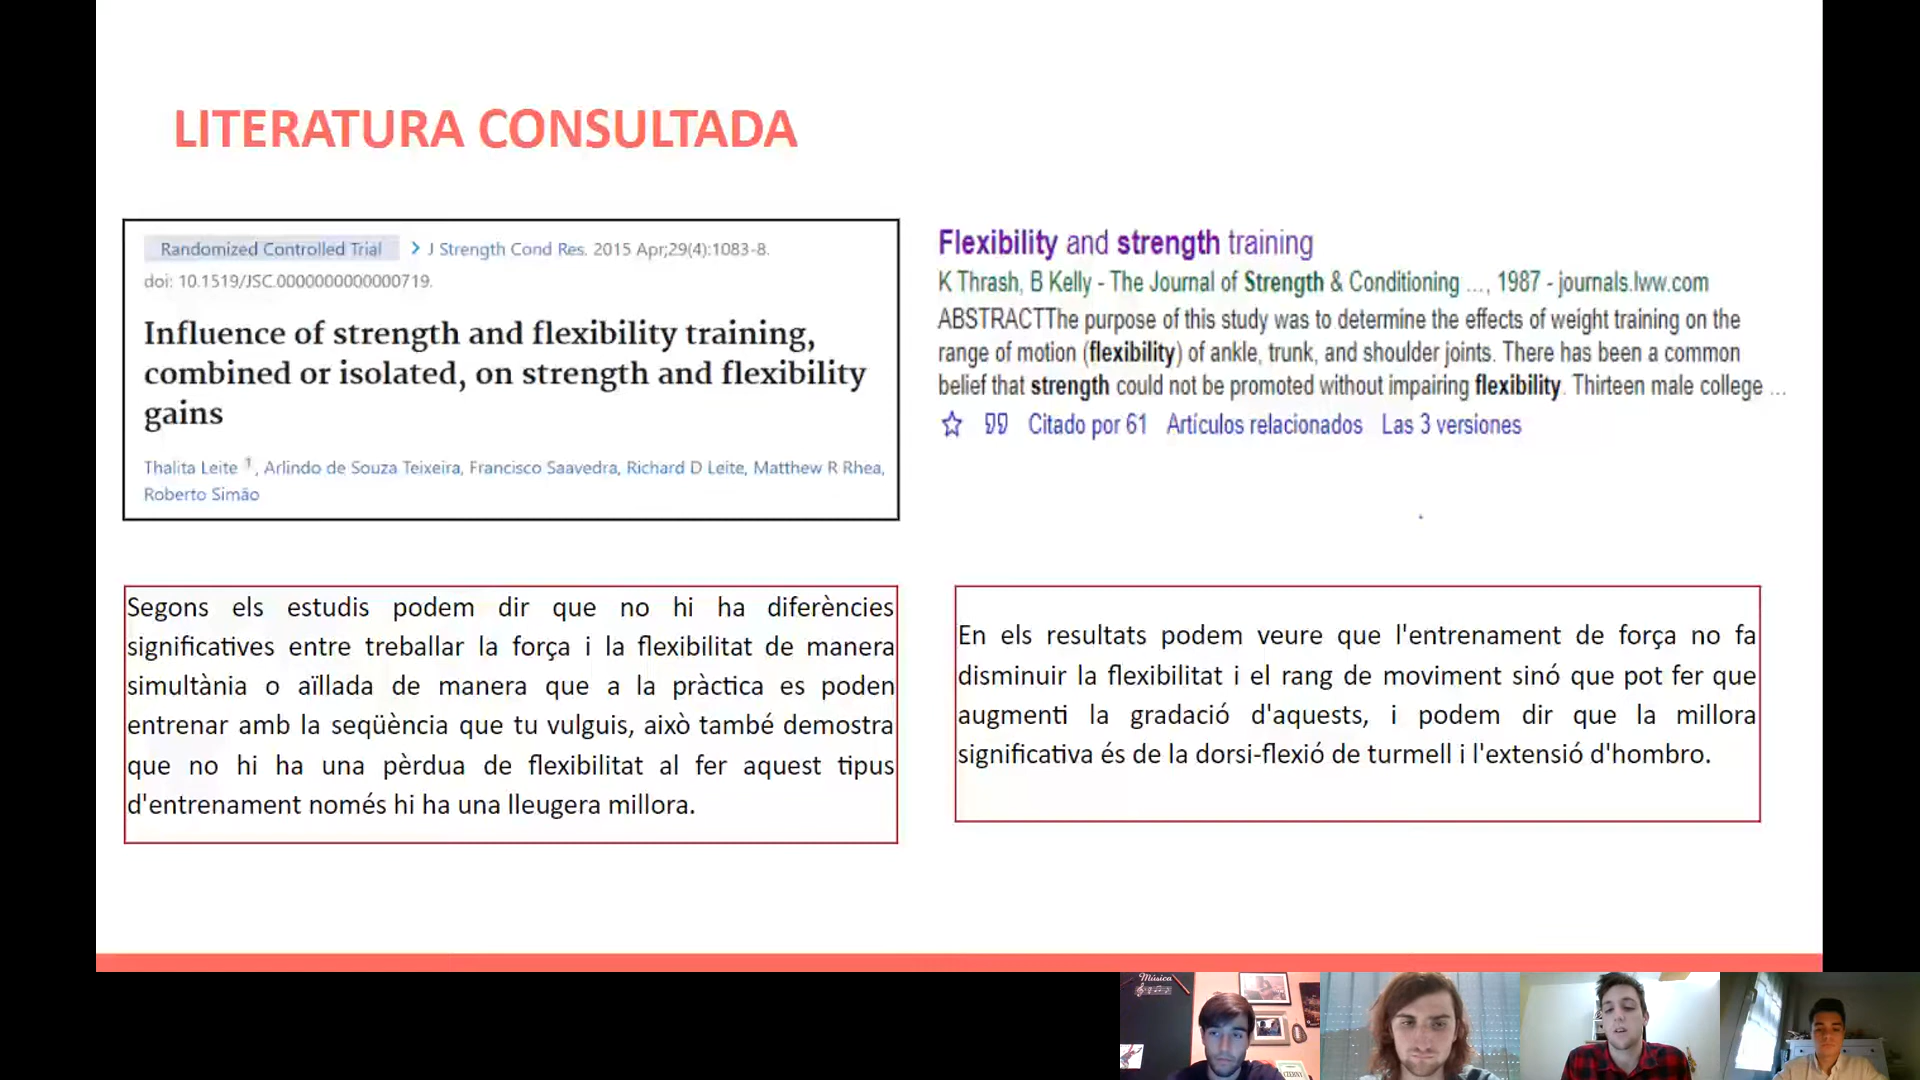 LITERATURA CONSULTADA
Randomized Controlled Trial > J Strength Cond Res. 2015 Apr;29(4):1083-8.
doi: 10.1519/JSC.0000000000000719.
Influence of strength and flexibility training,
combined or isolated, on strength and flexibility
gains
Thalita Leite 1, Arlindo de Souza Teixeira, Francisco Saavedra, Richard D Leite, Matthew R Rhea,
Roberto Simão
Flexibility and strength training
K Thrash, B Kelly - The Journal of Strength & Conditioning ..., 1987 - journals.lww.com
ABSTRACTThe purpose of this study was to determine the effects of weight training on the
range of motion (flexibility) of ankle, trunk, and shoulder joints. There has been a common
belief that strength could not be promoted without impairing flexibility. Thirteen male college ...
Citado por 61 Artículos relacionados Las 3 versiones
Segons els estudis podem dir que no hi ha diferències
significatives entre treballar la força i la flexibilitat de manera
simultània o aïllada de manera que a la pràctica es poden
entrenar amb la seqüència que tu vulguis, això també demostra
que no hi ha una pèrdua de flexibilitat al fer aquest tipus
d'entrenament només hi ha una lleugera millora.
En els resultats podem veure que l'entrenament de força no fa
disminuir la flexibilitat i el rang de moviment sinó que pot fer que
augmenti la gradació d'aquests, i podem dir que la millora
significativa és de la dorsi-flexió de turmell i l'extensió d'hombro.
Música
CZERNY